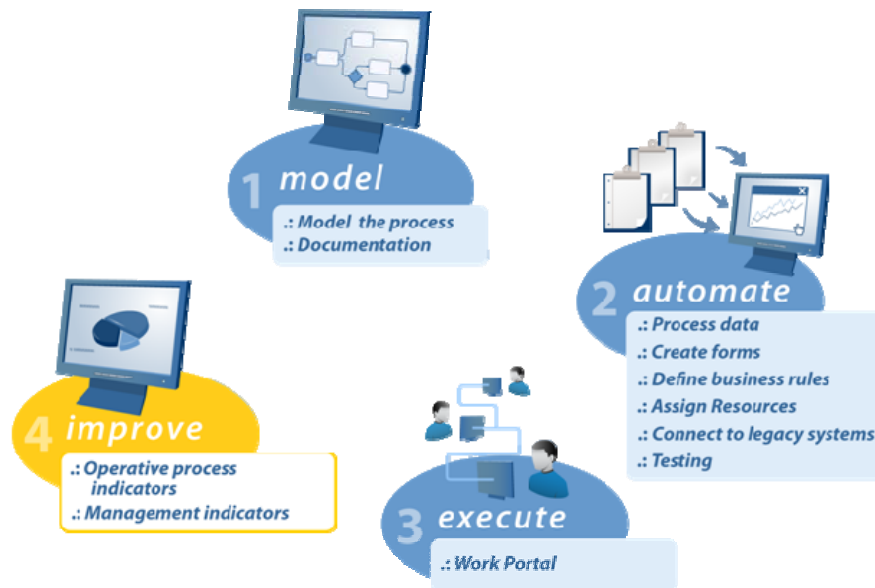 1 model
.: Model the process
.: Documentation
2 automate
.: Process data
.: Create forms
.: Define business rules
.: Assign Resources
.: Connect to legacy systems
.: Testing
3 execute
.: Work Portal
4 improve
.: Operative process
indicators
.: Management indicators